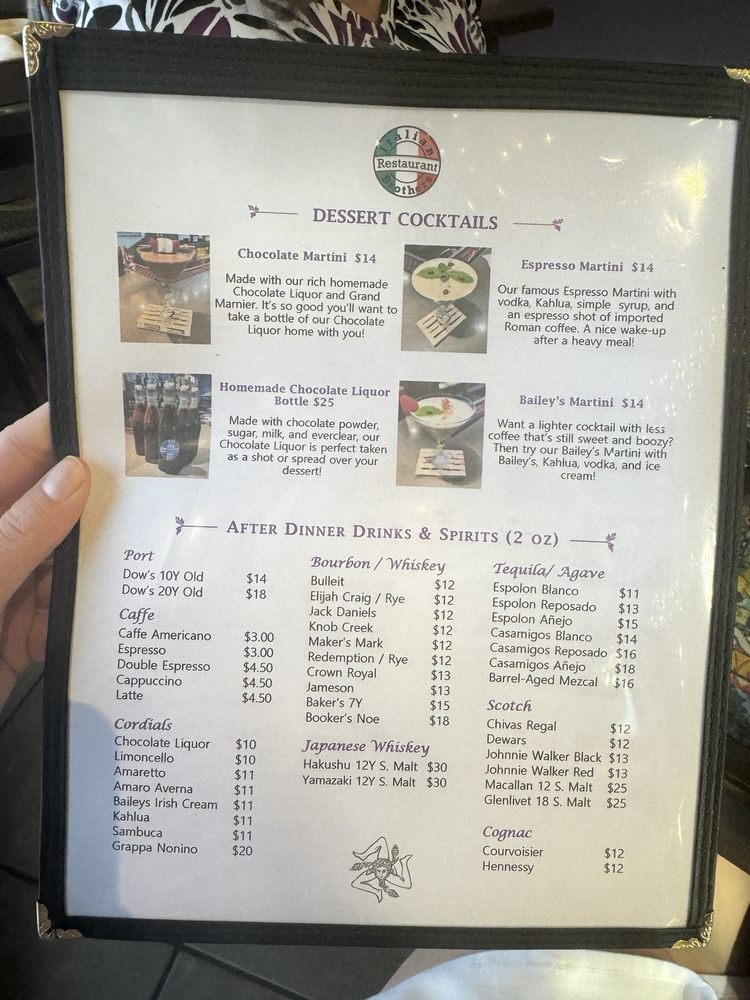 Italian
Restaurant
Brothers
DESSERT COCKTAILS
Chocolate Martini $14
Made with our rich homemade
Chocolate Liquor and Grand
Marnier. It's so good you'll want to
take a bottle of our Chocolate
Liquor home with you!
Espresso Martini $14
Our famous Espresso Martini with
vodka, Kahlua, simple syrup, and
an espresso shot of imported
Roman coffee. A nice wake-up
after a heavy meal!
Homemade Chocolate Liquor
Bottle $25
Made with chocolate powder,
sugar, milk, and everclear, our
Chocolate Liquor is perfect taken
as a shot or spread over your
dessert!
Bailey's Martini $14
Want a lighter cocktail with less
coffee that's still sweet and boozy?
Then try our Bailey's Martini with
Bailey's, Kahlua, vodka, and ice
cream!
AFTER DINNER DRINKS & SPIRITS (2 OZ)
Port
Dow's 10Y Old $14
Dow's 20Y Old $18
Caffe
Caffe Americano $3.00
Espresso $3.00
Double Espresso $4.50
Cappuccino $4.50
Latte $4.50
Cordials
Chocolate Liquor $10
Limoncello $10
Amaretto $11
Amaro Averna $11
Baileys Irish Cream $11
Kahlua $11
Sambuca $11
Grappa Nonino $20
Bourbon / Whiskey
Bulleit $12
Elijah Craig / Rye $12
Jack Daniels $12
Knob Creek $12
Maker's Mark $12
Redemption / Rye $12
Crown Royal $13
Jameson $13
Baker's 7Y $15
Booker's Noe $18
Japanese Whiskey
Hakushu 12Y S. Malt $30
Yamazaki 12Y S. Malt $30
Tequila/ Agave
Espolon Blanco $11
Espolon Reposado $13
Espolon Añejo $15
Casamigos Blanco $14
Casamigos Reposado $16
Casamigos Añejo $18
Barrel-Aged Mezcal $16
Scotch
Chivas Regal $12
Dewars $12
Johnnie Walker Black $13
Johnnie Walker Red $13
Macallan 12 S. Malt $25
Glenlivet 18 S. Malt $25
Cognac
Courvoisier $12
Hennessy $12